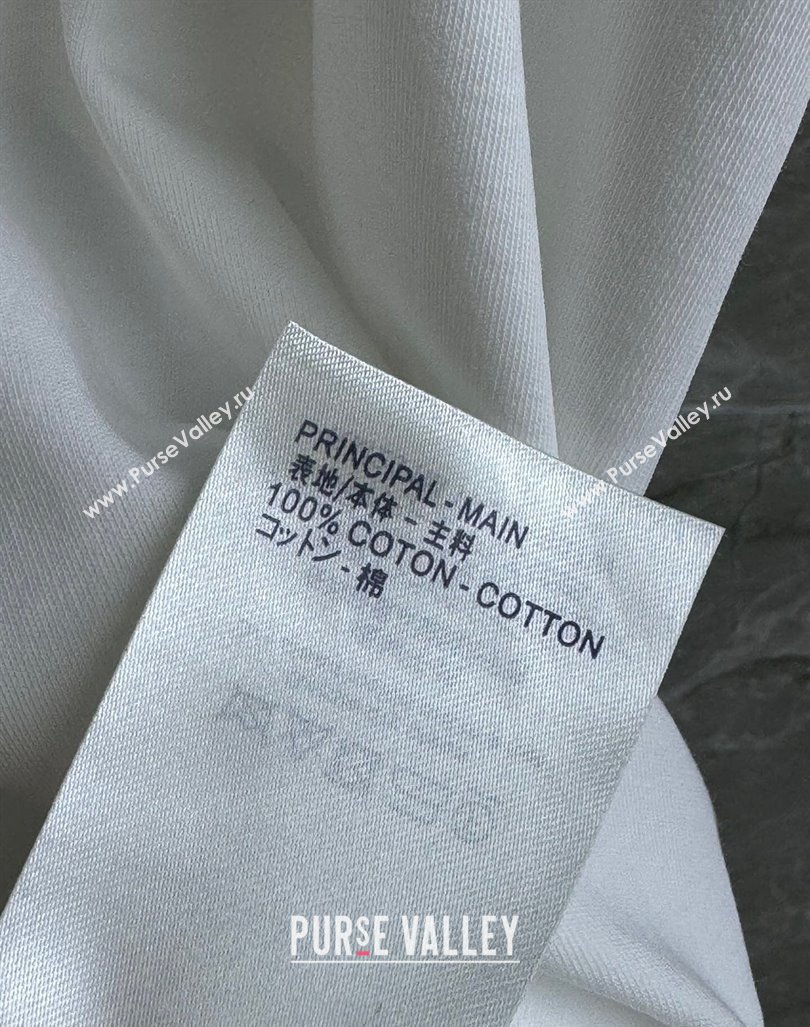 PRINCIPAL - MAIN
表地/本体 - 主料
100% COTON - COTTON
コットン - 棉
www.PurseValley.ru
www.PurseValley.ru
PURSE VALLEY